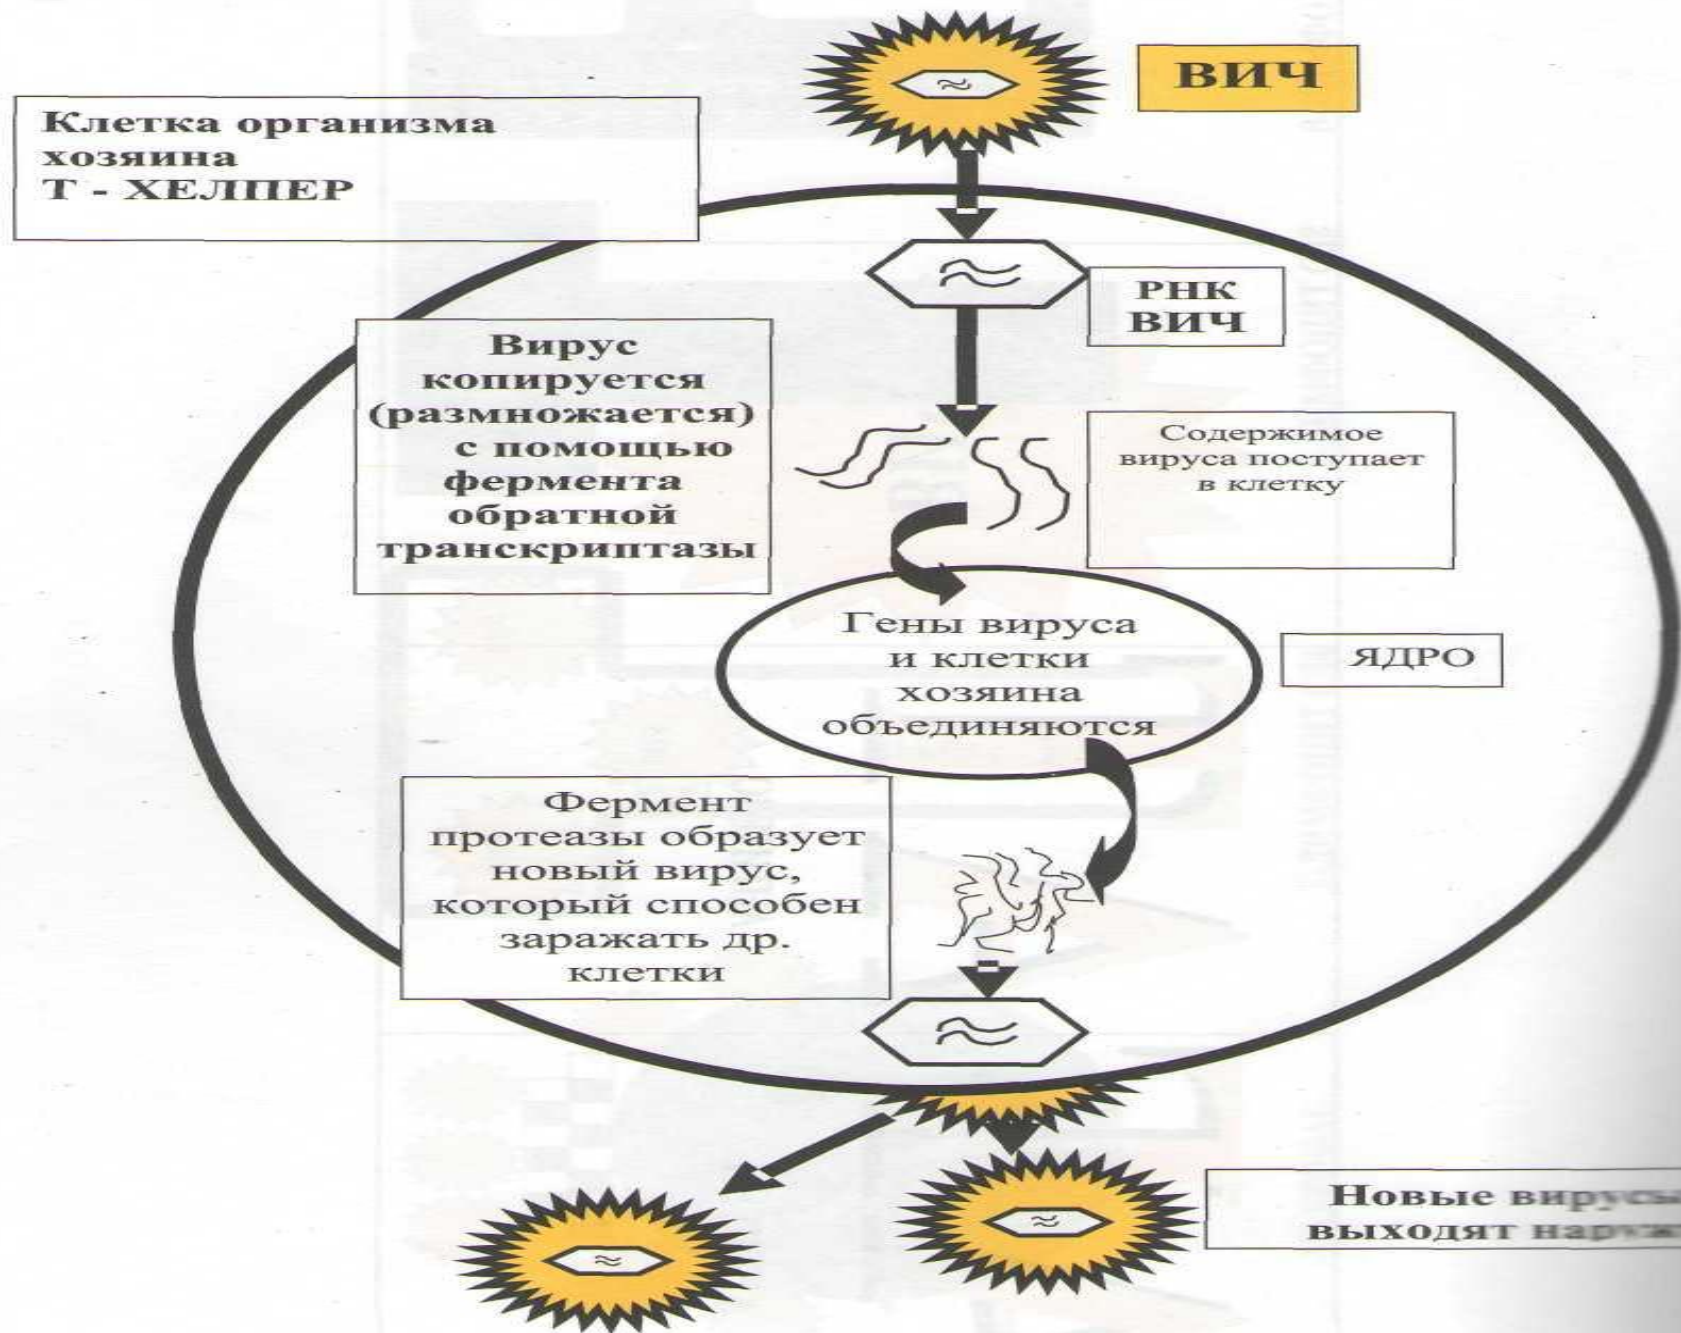 ВИЧ
Клетка организма
хозяина
Т - ХЕЛПЕР
РНК
ВИЧ
Вирус
копируется
(размножается)
с помощью
фермента
обратной
транскриптазы
Содержимое
вируса поступает
в клетку
Гены вируса
и клетки
хозяина
объединяются
ЯДРО
Фермент
протеазы образует
новый вирус,
который способен
заражать др.
клетки
Новые вирусы
выходят